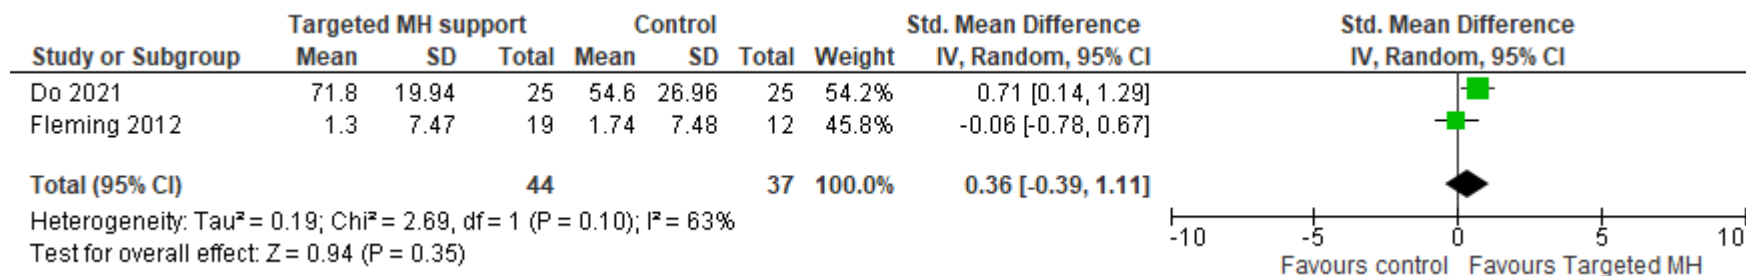 Targeted MH support Control Std. Mean Difference Std. Mean Difference
Study or Subgroup Mean SD Total Mean SD Total Weight IV, Random, 95% CI IV, Random, 95% CI
Do 2021 71.8 19.94 25 54.6 26.96 25 54.2% 0.71 [0.14, 1.29]
Fleming 2012 1.3 7.47 19 1.74 7.48 12 45.8% -0.06 [-0.78, 0.67]
Total (95% CI) 44 37 100.0% 0.36 [-0.39, 1.11]
Heterogeneity: Tau² = 0.19; Chi² = 2.69, df = 1 (P = 0.10); I² = 63%
Test for overall effect: Z = 0.94 (P = 0.35)
-10 -5 0 5 10
Favours control Favours Targeted MH